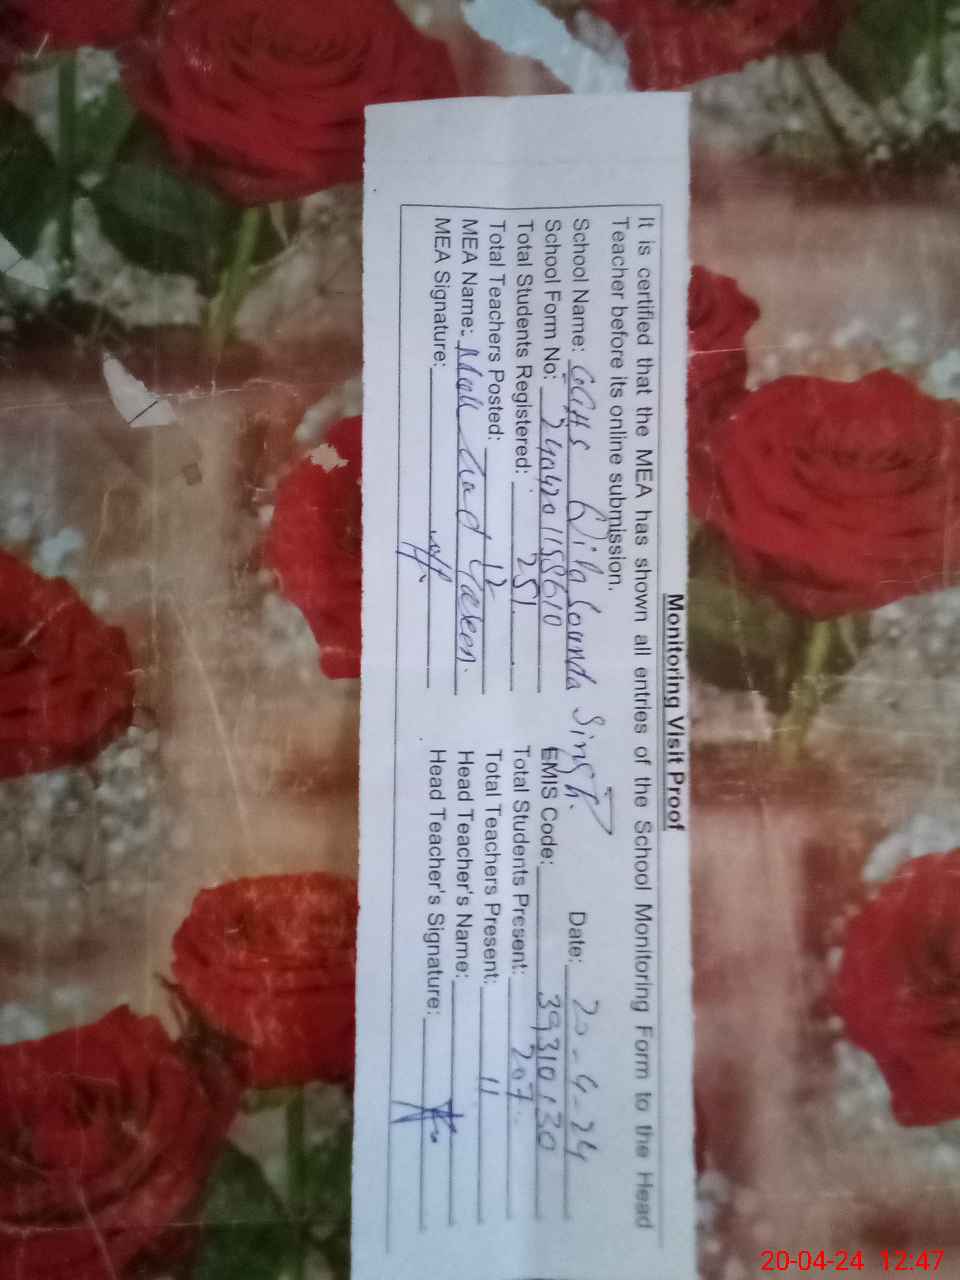 Monitoring Visit Proof
It is certified that the MEA has shown all entries of the School Monitoring Form to the Head
Teacher before its online submission.
School Name: GGHS Qila Sounda Singh. Date: 20-4-24
School Form No: EMIS Code: 39310130
Total Students Registered: 251. Total Students Present: 207.
Total Teachers Posted: 12 Total Teachers Present: 11
MEA Name: Head Teacher's Name:
MEA Signature: Head Teacher's Signature:
20-04-24 12:47